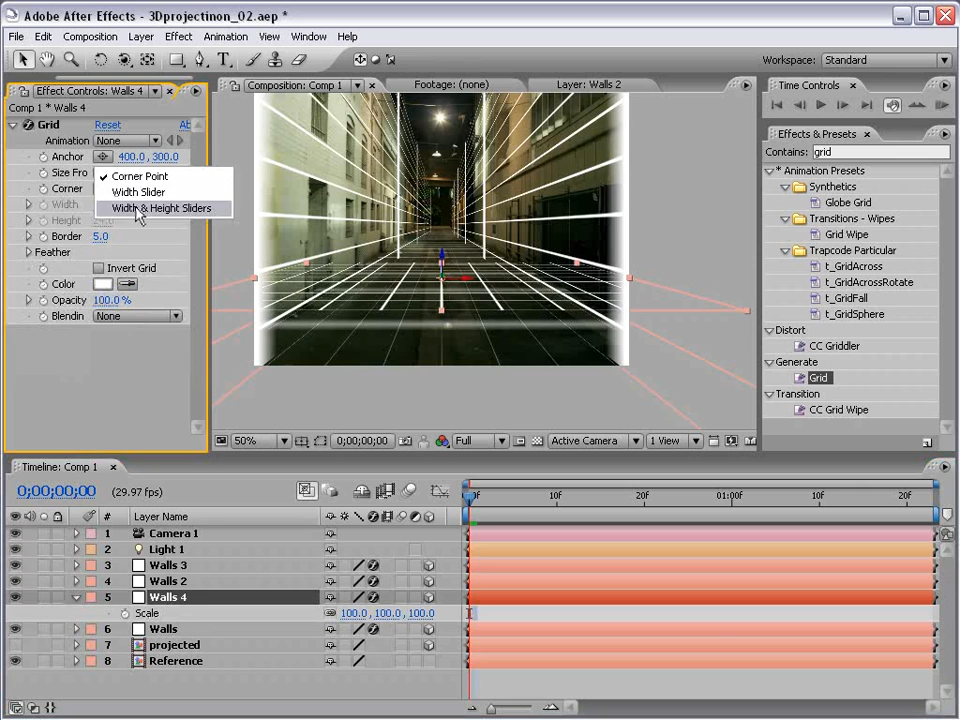 Adobe After Effects - 3Dprojectinon_02.aep *
File Edit Composition Layer Effect Animation View Window Help
Workspace: Standard
Effect Controls: Walls 4
Composition: Comp 1
Footage: (none)
Layer: Walls 2
Time Controls
Comp 1 * Walls 4
Grid Reset Ab
Animation None
Anchor 400.0, 300.0
Size Fro
Corner
Width
Height
Border 5.0
Feather
Invert Grid
Color
Opacity 100.0 %
Blendin None
Corner Point
Width Slider
Width & Height Sliders
Effects & Presets
Contains: grid
* Animation Presets
Synthetics
Globe Grid
Transitions - Wipes
Grid Wipe
Trapcode Particular
t_GridAcross
t_GridAcrossRotate
t_GridFall
t_GridSphere
Distort
CC Griddler
Generate
Grid
Transition
CC Grid Wipe
50% 0;00;00;00 Full Active Camera 1 View
Timeline: Comp 1
0;00;00;00 (29.97 fps)
0f 10f 20f 01:00f 10f 20f
# Layer Name
1 Camera 1
2 Light 1
3 Walls 3
4 Walls 2
5 Walls 4
Scale 100.0, 100.0, 100.0
6 Walls
7 projected
8 Reference